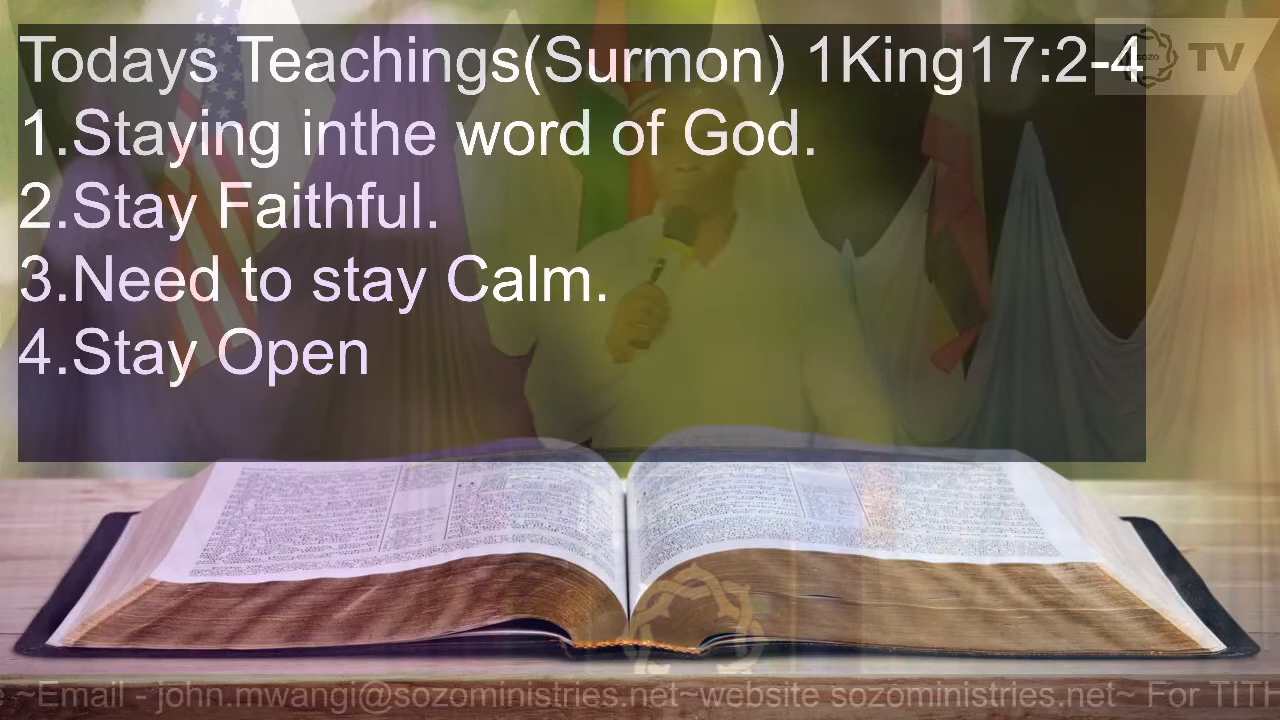 Todays Teachings(Surmon) 1King17:2-4
SOZO TV
1.Staying inthe word of God.
2.Stay Faithful.
3.Need to stay Calm.
4.Stay Open
~Email - john.mwangi@sozoministries.net~website sozoministries.net~ For TITH